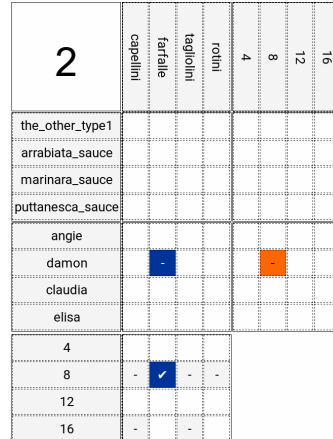 2
capellini
farfalle
tagliolini
rotini
4
8
12
16
the_other_type1
arrabiata_sauce
marinara_sauce
puttanesca_sauce
angie
damon - -
claudia
elisa
4
8 - ✔ - -
12
16 - -